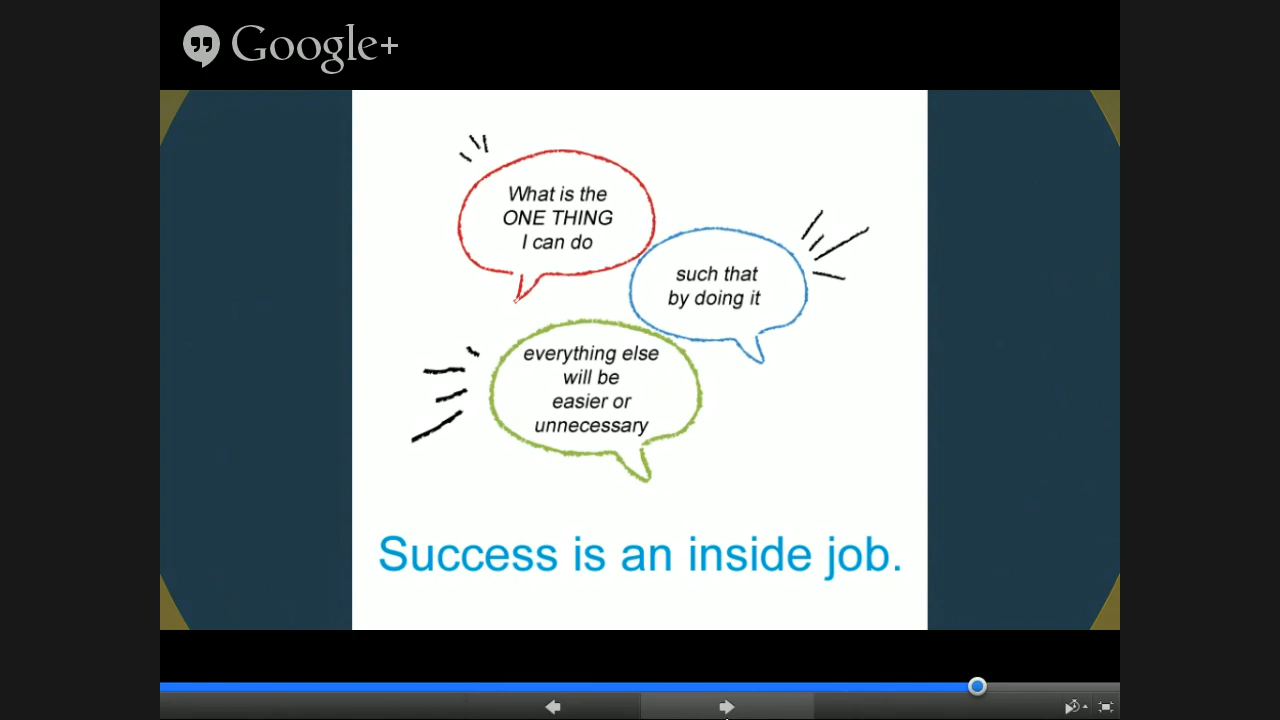 Google+
What is the
ONE THING
I can do
such that
by doing it
everything else
will be
easier or
unnecessary
Success is an inside job.